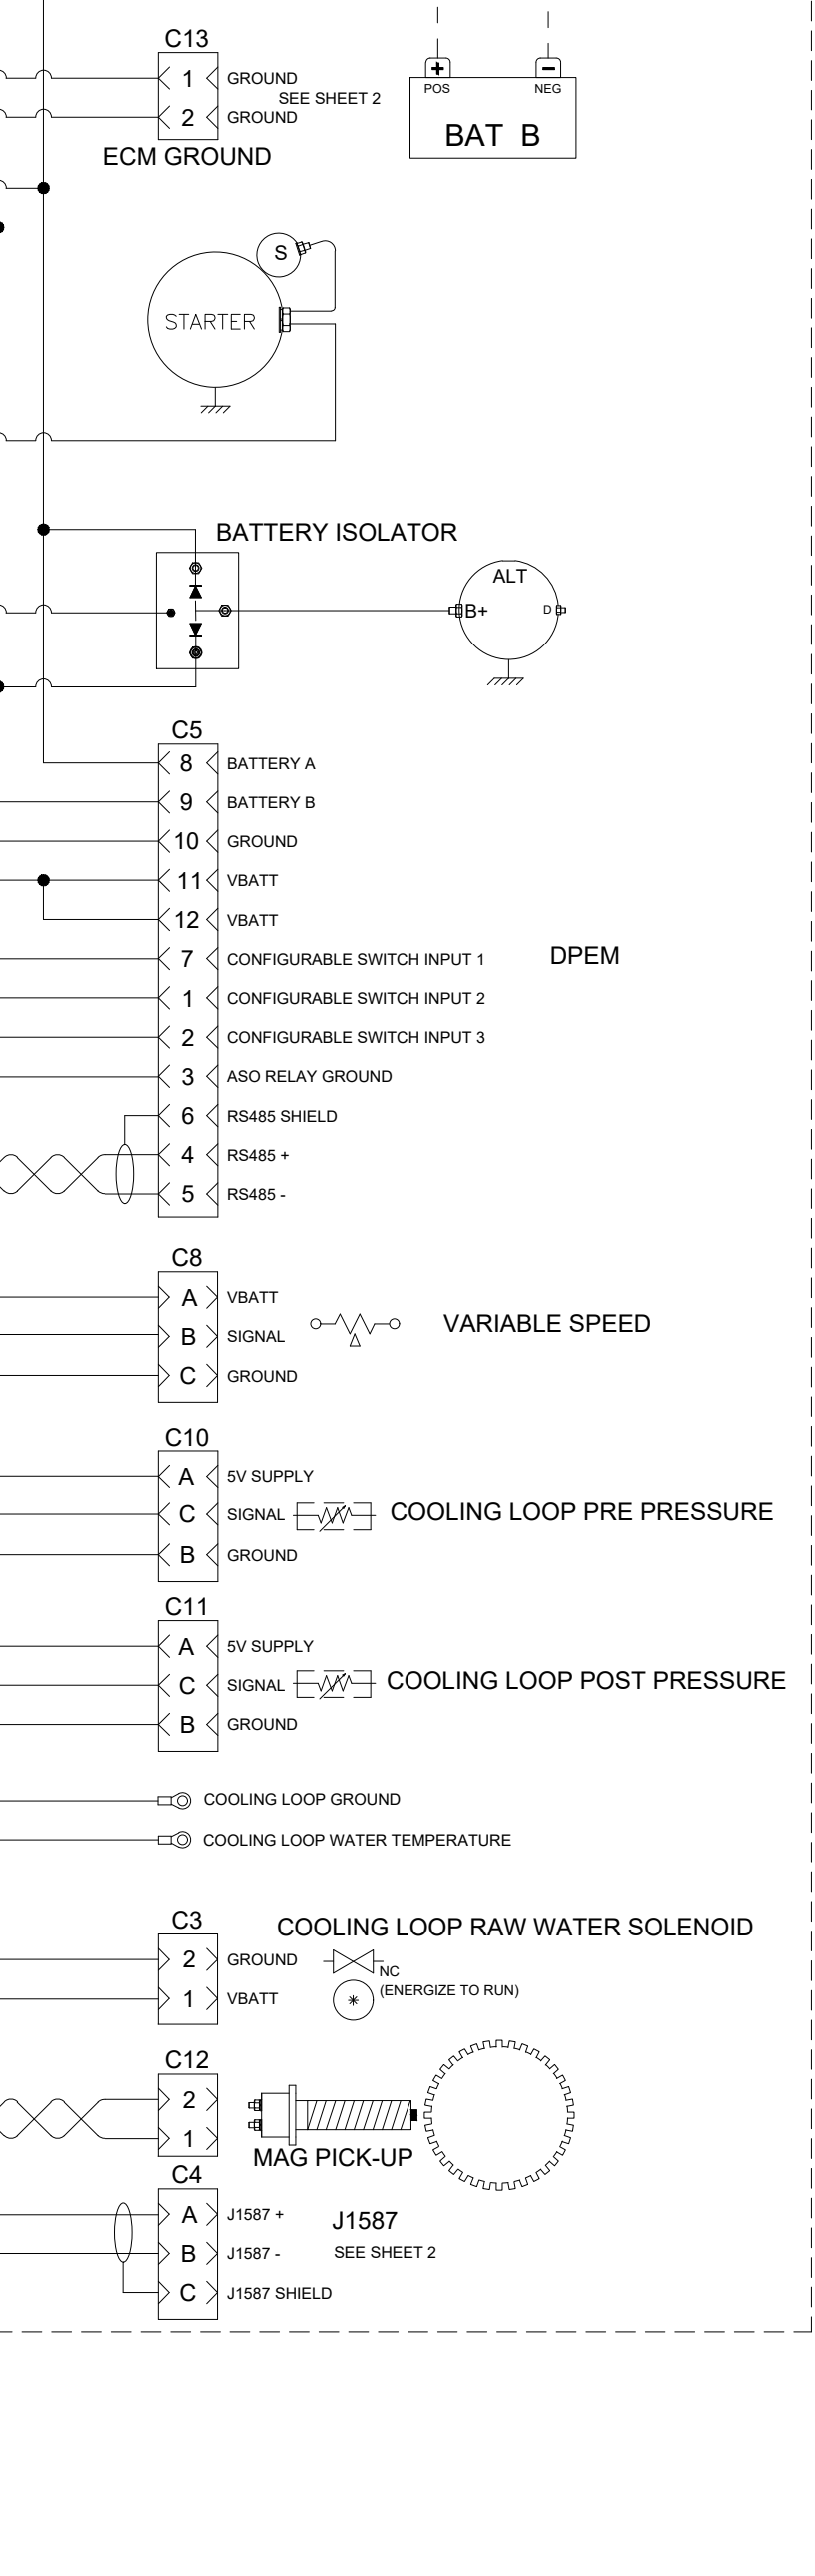 C13
1 GROUND
SEE SHEET 2
2 GROUND
ECM GROUND
+ -
POS NEG
BAT B
S
STARTER
BATTERY ISOLATOR
ALT
B+ D
C5
8 BATTERY A
9 BATTERY B
10 GROUND
11 VBATT
12 VBATT
7 CONFIGURABLE SWITCH INPUT 1
DPEM
1 CONFIGURABLE SWITCH INPUT 2
2 CONFIGURABLE SWITCH INPUT 3
3 ASO RELAY GROUND
6 RS485 SHIELD
4 RS485 +
5 RS485 -
C8
A VBATT
B SIGNAL
VARIABLE SPEED
C GROUND
C10
A 5V SUPPLY
C SIGNAL COOLING LOOP PRE PRESSURE
B GROUND
C11
A 5V SUPPLY
C SIGNAL COOLING LOOP POST PRESSURE
B GROUND
COOLING LOOP GROUND
COOLING LOOP WATER TEMPERATURE
C3
COOLING LOOP RAW WATER SOLENOID
2 GROUND
NC
1 VBATT
(ENERGIZE TO RUN)
C12
2
1
MAG PICK-UP
C4
A J1587 +
J1587
B J1587 -
SEE SHEET 2
C J1587 SHIELD